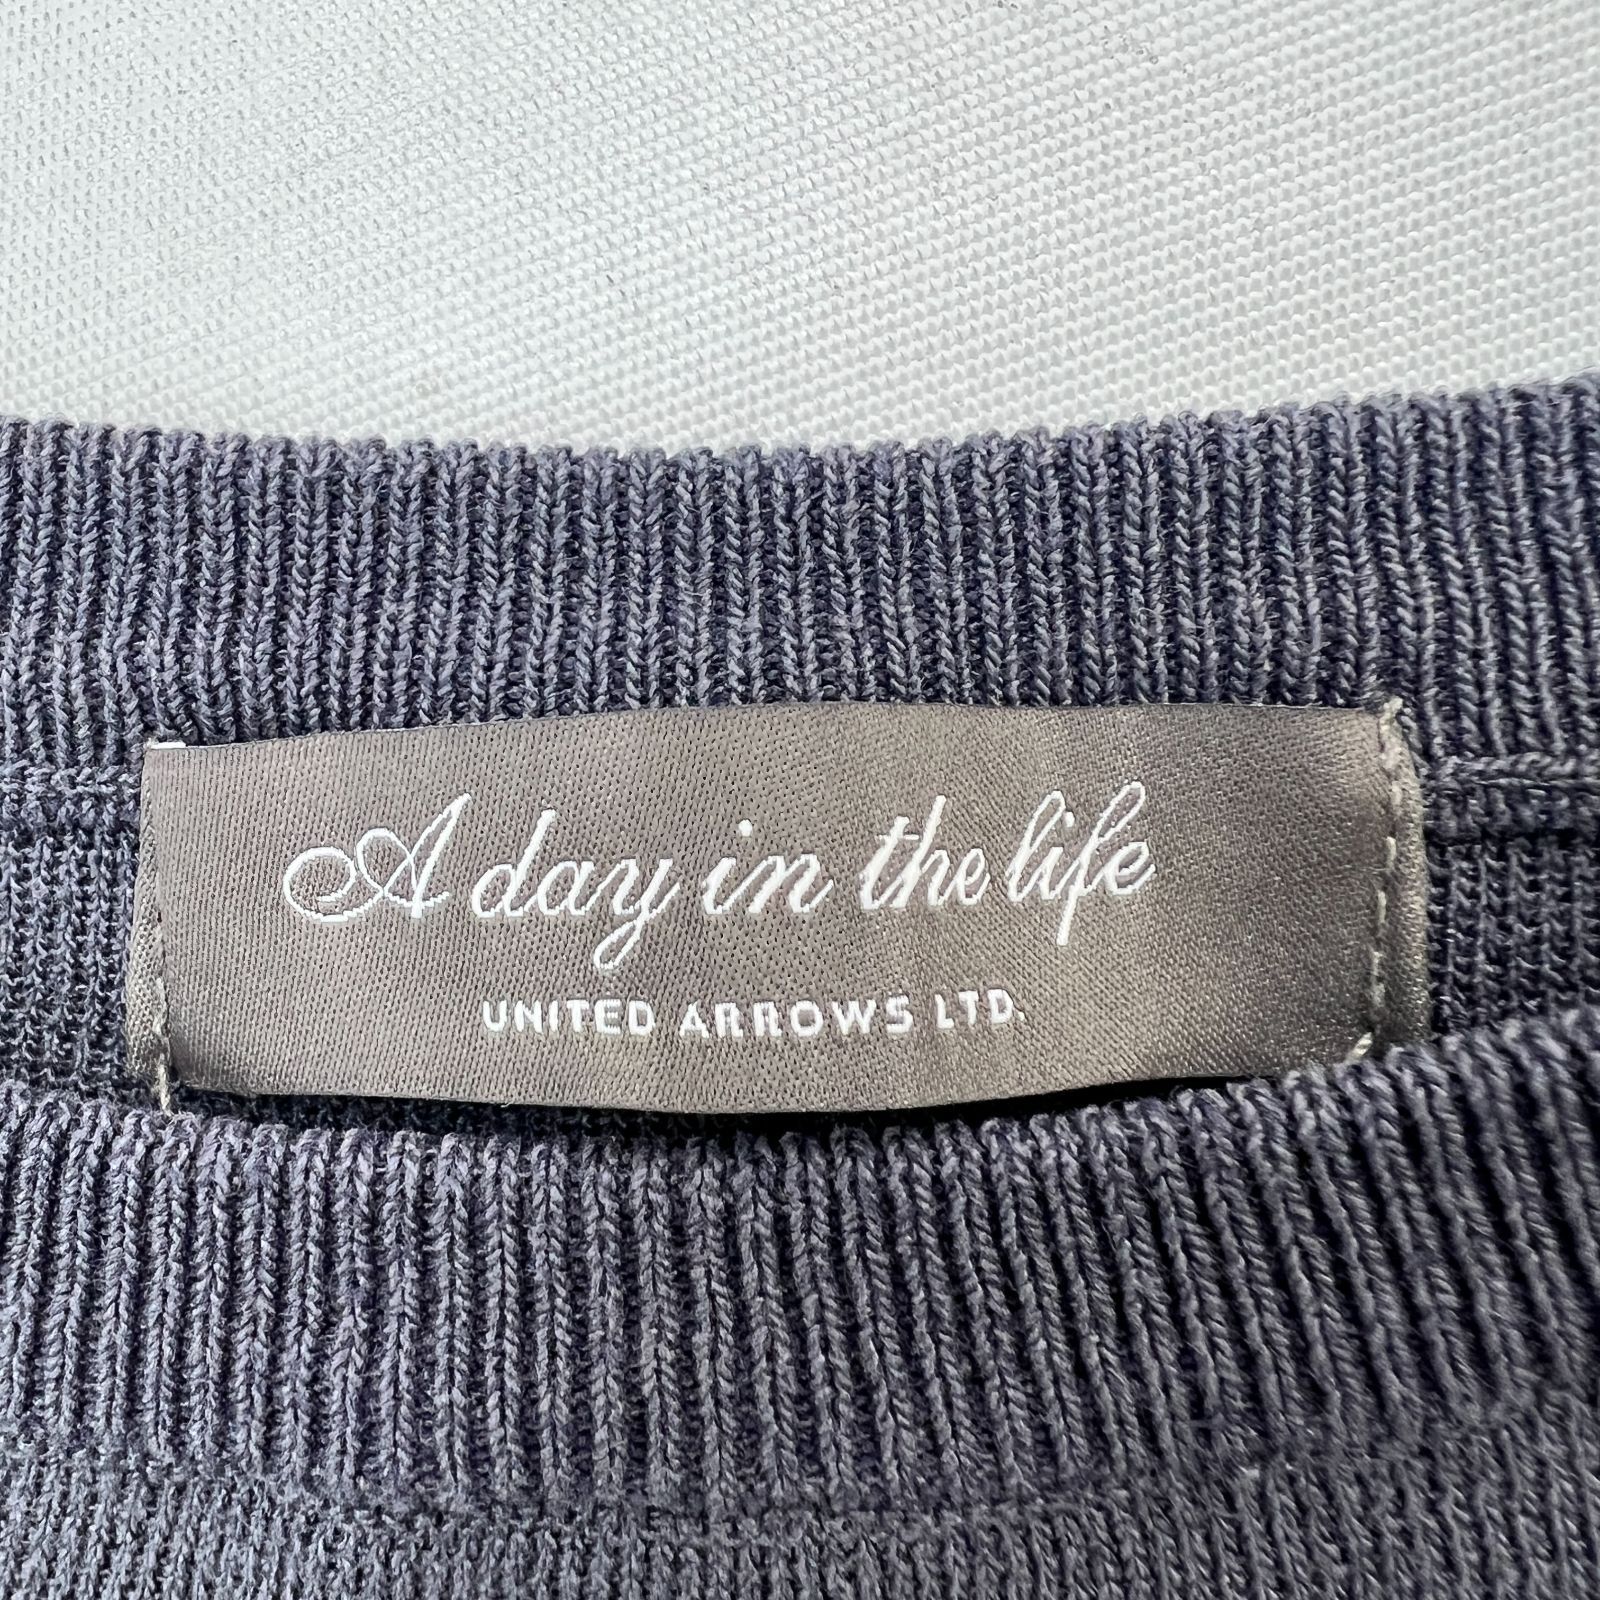 A day in the life
UNITED ARROWS LTD.